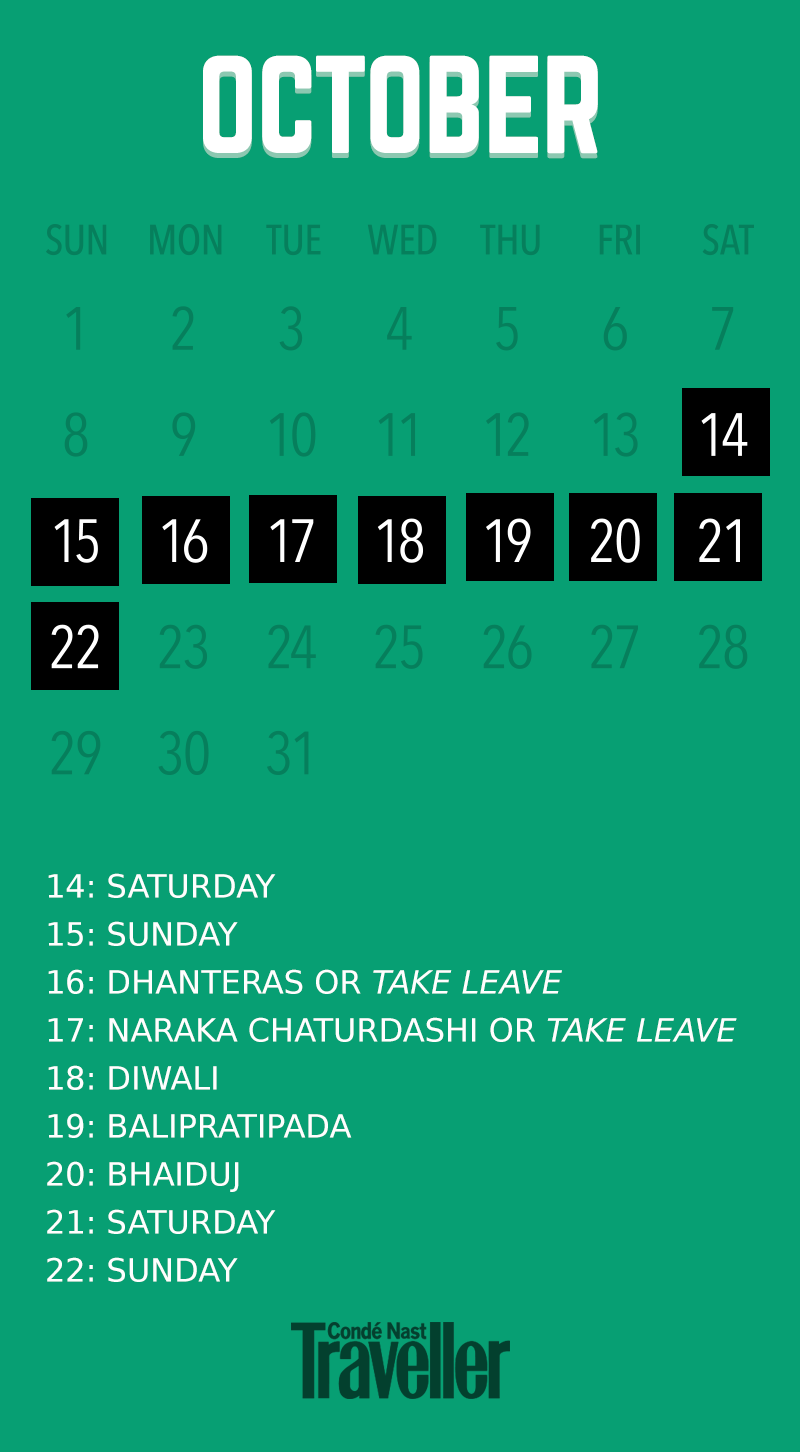 OCTOBER
SUN MON TUE WED THU FRI SAT
1 2 3 4 5 6 7
8 9 10 11 12 13 14
15 16 17 18 19 20 21
22 23 24 25 26 27 28
29 30 31
14: SATURDAY
15: SUNDAY
16: DHANTERAS OR TAKE LEAVE
17: NARAKA CHATURDASHI OR TAKE LEAVE
18: DIWALI
19: BALIPRATIPADA
20: BHAIDUJ
21: SATURDAY
22: SUNDAY
Condé Nast
Traveller